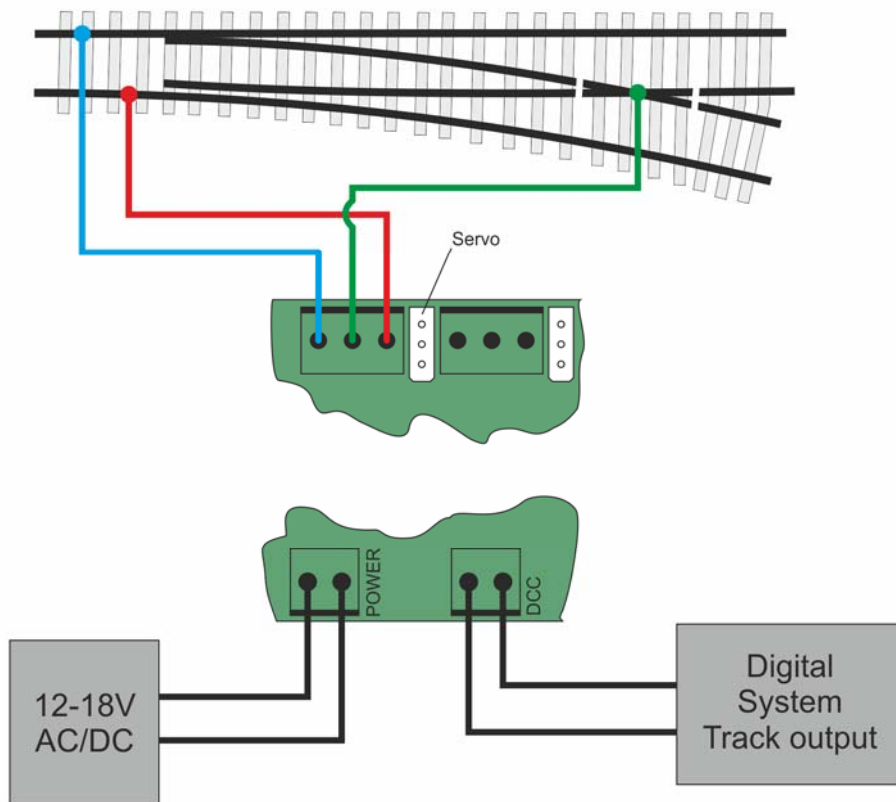 Servo
POWER
DCC
12-18V
AC/DC
Digital
System
Track output